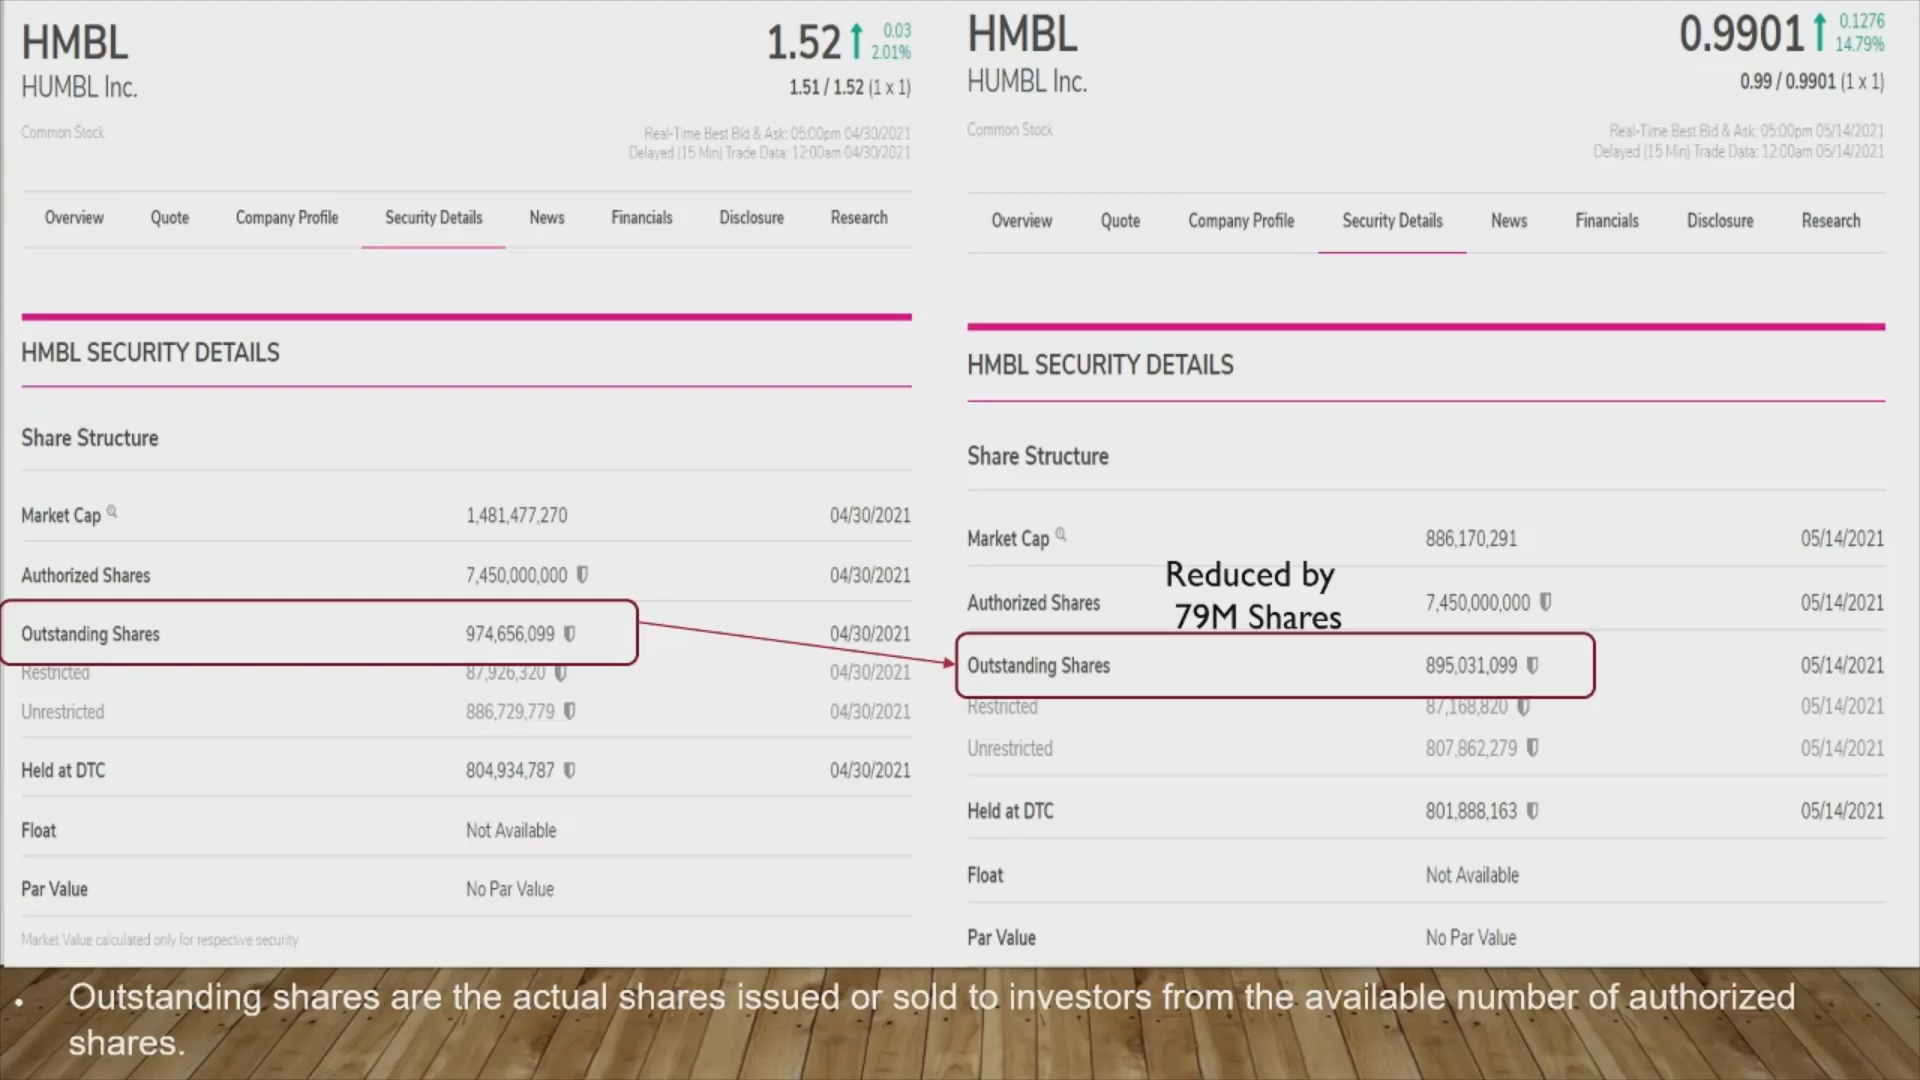 HMBL
1.52 0.03
2.01%
HUMBL Inc.
1.51 / 1.52 (1 x 1)
Common Stock
Real-Time Best Bid & Ask: 05:00pm 04/30/2021
Delayed (15 Min) Trade Data: 12:00am 04/30/2021
Overview Quote Company Profile Security Details News Financials Disclosure Research
HMBL SECURITY DETAILS
Share Structure
Market Cap 1,481,477,270 04/30/2021
Authorized Shares 7,450,000,000 04/30/2021
Outstanding Shares 974,656,099 04/30/2021
Restricted 87,926,320 04/30/2021
Unrestricted 886,729,779 04/30/2021
Held at DTC 804,934,787 04/30/2021
Float Not Available
Par Value No Par Value
Market Value calculated only for respective security
HMBL
0.9901 0.1276
14.79%
HUMBL Inc.
0.99 / 0.9901 (1 x 1)
Common Stock
Real-Time Best Bid & Ask: 05:00pm 05/14/2021
Delayed (15 Min) Trade Data: 12:00am 05/14/2021
Overview Quote Company Profile Security Details News Financials Disclosure Research
HMBL SECURITY DETAILS
Share Structure
Market Cap 886,170,291 05/14/2021
Reduced by
79M Shares
Authorized Shares 7,450,000,000 05/14/2021
Outstanding Shares 895,031,099 05/14/2021
Restricted 87,168,820 05/14/2021
Unrestricted 807,862,279 05/14/2021
Held at DTC 801,888,163 05/14/2021
Float Not Available
Par Value No Par Value
• Outstanding shares are the actual shares issued or sold to investors from the available number of authorized
shares.